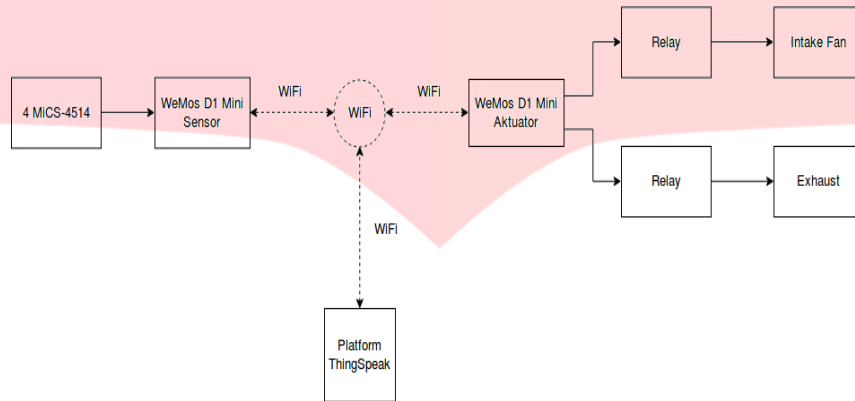 4 MiCS-4514
WeMos D1 Mini
Sensor
WiFi
WiFi
WiFi
WeMos D1 Mini
Aktuator
Relay
Intake Fan
Relay
Exhaust
WiFi
Platform
ThingSpeak